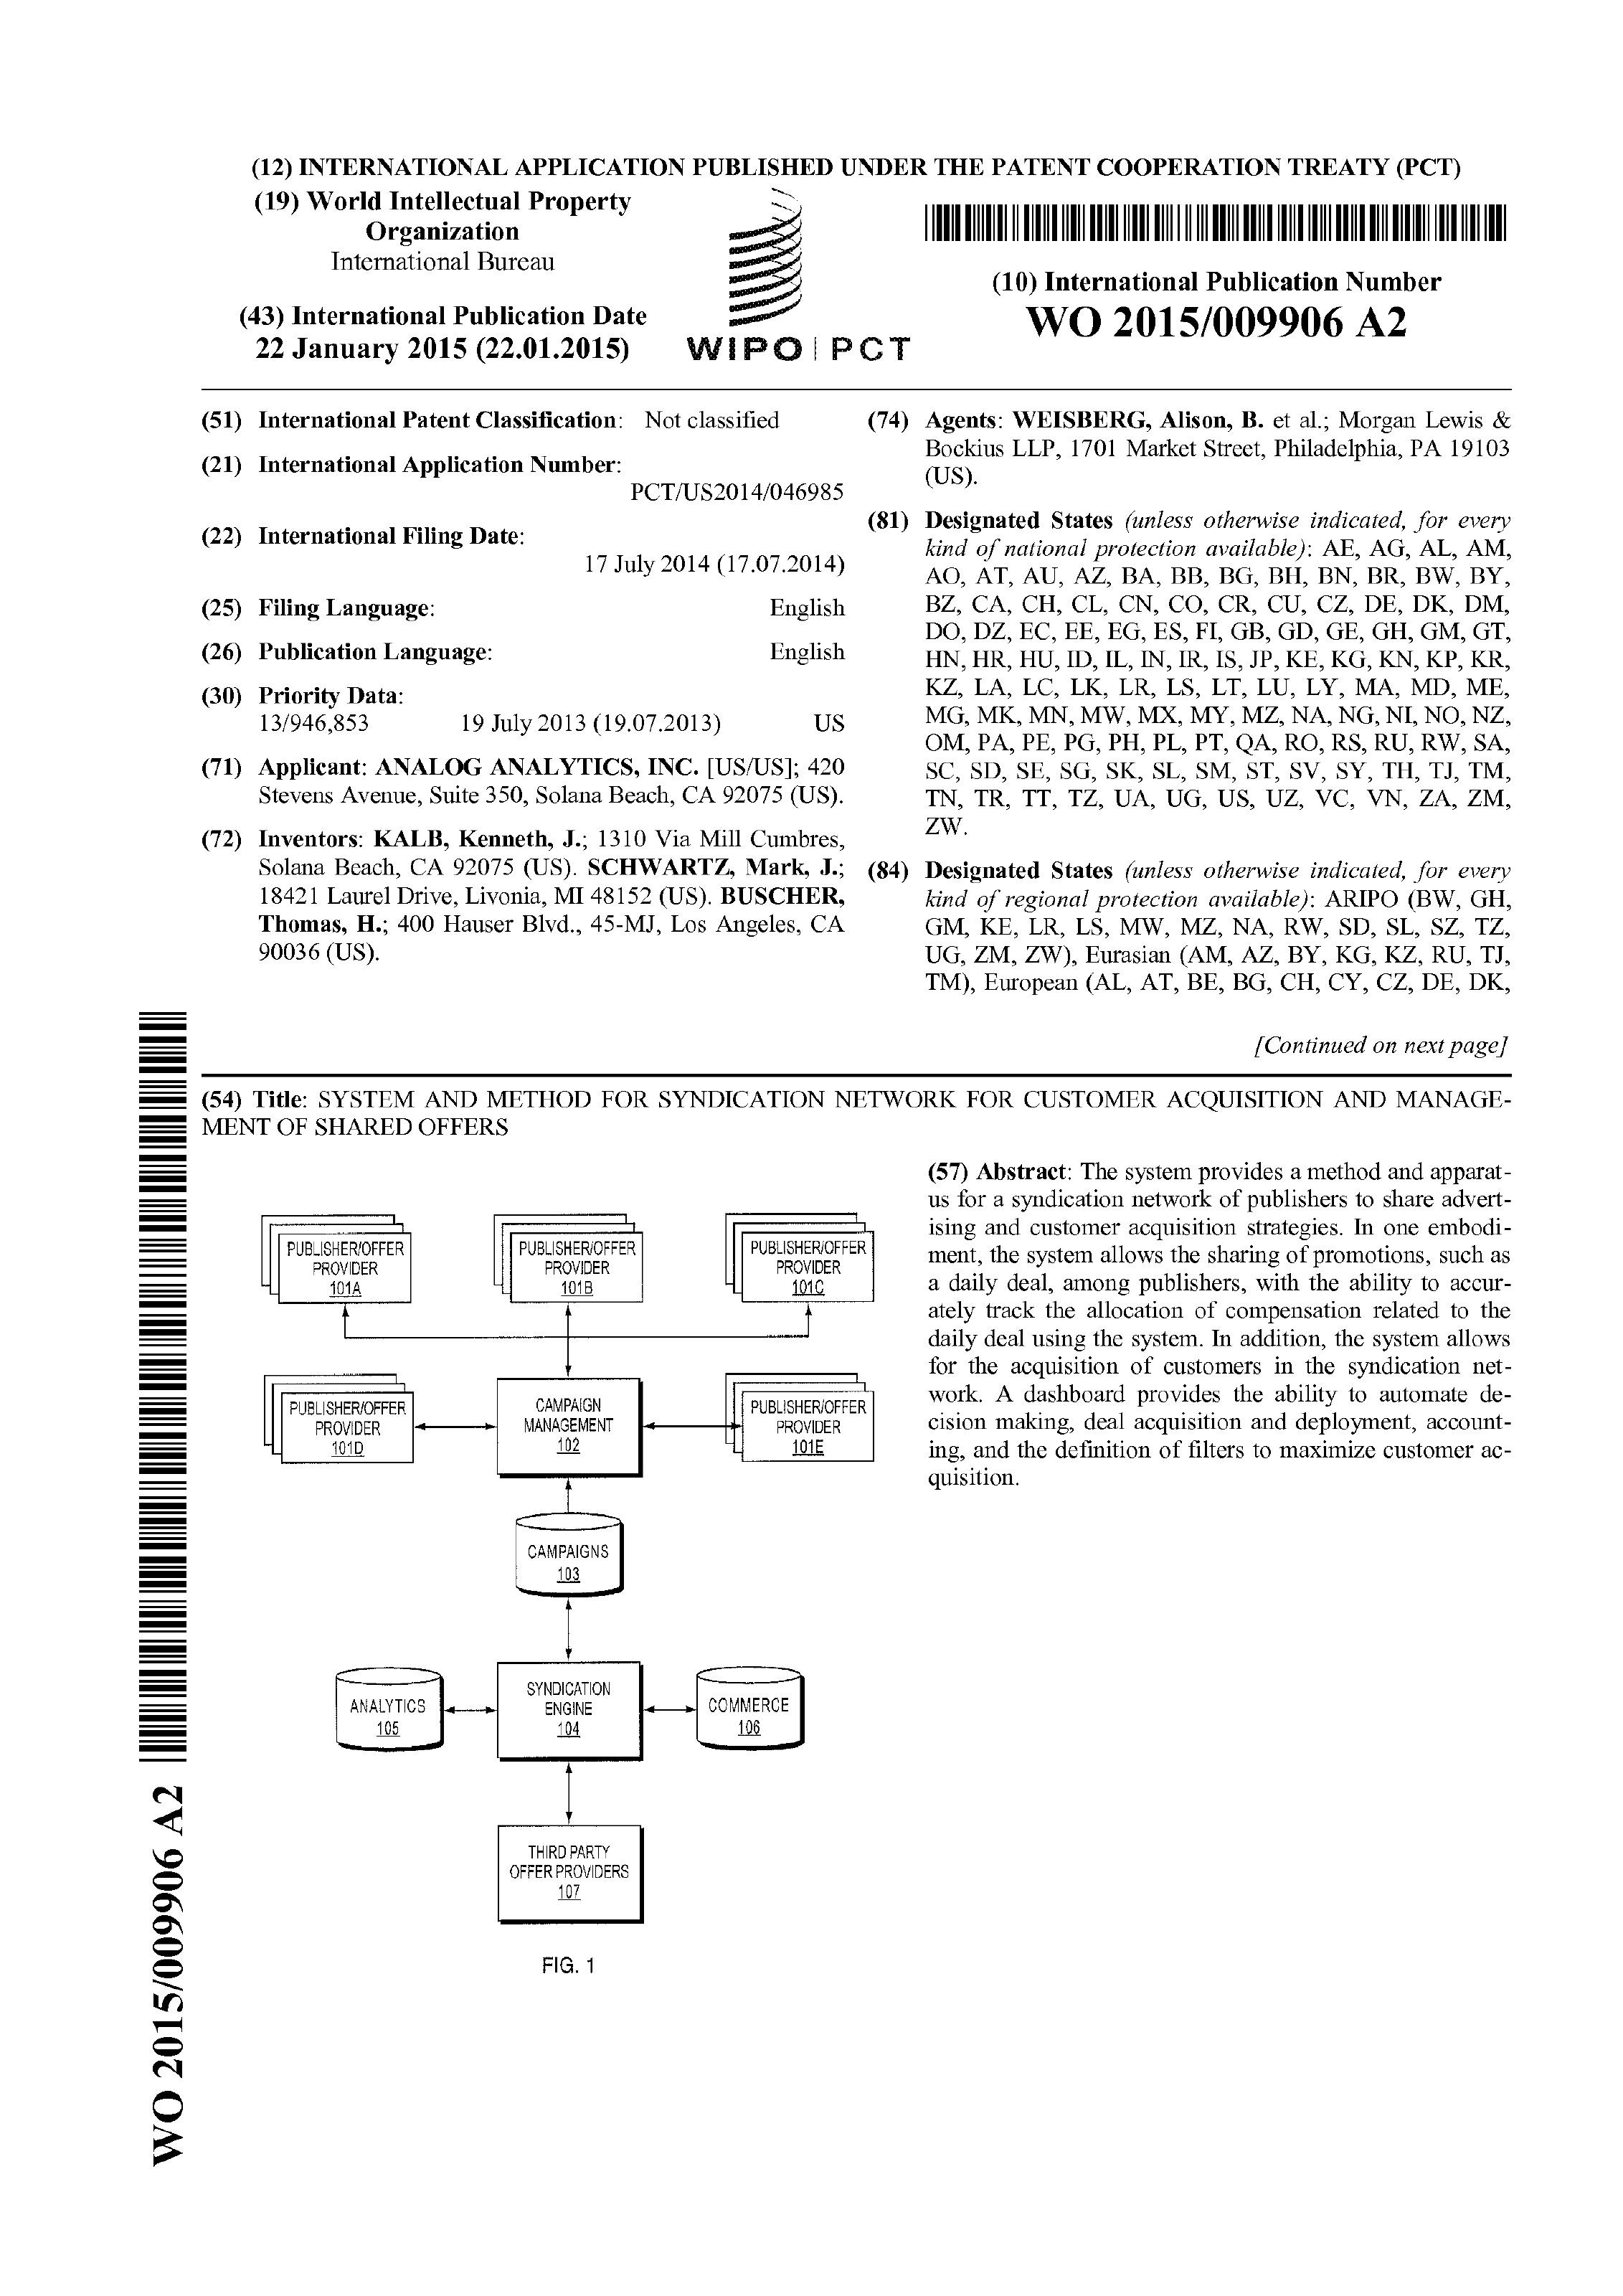 (12) INTERNATIONAL APPLICATION PUBLISHED UNDER THE PATENT COOPERATION TREATY (PCT)
(19) World Intellectual Property
Organization
International Bureau
(43) International Publication Date
22 January 2015 (22.01.2015)
WIPO | PCT
(10) International Publication Number
WO 2015/009906 A2
(51) International Patent Classification: Not classified
(21) International Application Number:
PCT/US2014/046985
(22) International Filing Date:
17 July 2014 (17.07.2014)
(25) Filing Language: English
(26) Publication Language: English
(30) Priority Data:
13/946,853 19 July 2013 (19.07.2013) US
(71) Applicant: ANALOG ANALYTICS, INC. [US/US]; 420
Stevens Avenue, Suite 350, Solana Beach, CA 92075 (US).
(72) Inventors: KALB, Kenneth, J.; 1310 Via Mill Cumbres,
Solana Beach, CA 92075 (US). SCHWARTZ, Mark, J.;
18421 Laurel Drive, Livonia, MI 48152 (US). BUSCHER,
Thomas, H.; 400 Hauser Blvd., 45-MJ, Los Angeles, CA
90036 (US).
(74) Agents: WEISBERG, Alison, B. et al.; Morgan Lewis &
Bockius LLP, 1701 Market Street, Philadelphia, PA 19103
(US).
(81) Designated States (unless otherwise indicated, for every
kind of national protection available): AE, AG, AL, AM,
AO, AT, AU, AZ, BA, BB, BG, BH, BN, BR, BW, BY,
BZ, CA, CH, CL, CN, CO, CR, CU, CZ, DE, DK, DM,
DO, DZ, EC, EE, EG, ES, FI, GB, GD, GE, GH, GM, GT,
HN, HR, HU, ID, IL, IN, IR, IS, JP, KE, KG, KN, KP, KR,
KZ, LA, LC, LK, LR, LS, LT, LU, LY, MA, MD, ME,
MG, MK, MN, MW, MX, MY, MZ, NA, NG, NI, NO, NZ,
OM, PA, PE, PG, PH, PL, PT, QA, RO, RS, RU, RW, SA,
SC, SD, SE, SG, SK, SL, SM, ST, SV, SY, TH, TJ, TM,
TN, TR, TT, TZ, UA, UG, US, UZ, VC, VN, ZA, ZM,
ZW.
(84) Designated States (unless otherwise indicated, for every
kind of regional protection available): ARIPO (BW, GH,
GM, KE, LR, LS, MW, MZ, NA, RW, SD, SL, SZ, TZ,
UG, ZM, ZW), Eurasian (AM, AZ, BY, KG, KZ, RU, TJ,
TM), European (AL, AT, BE, BG, CH, CY, CZ, DE, DK,
[Continued on next page]
(54) Title: SYSTEM AND METHOD FOR SYNDICATION NETWORK FOR CUSTOMER ACQUISITION AND MANAGE-
MENT OF SHARED OFFERS
PUBLISHER/OFFER
PROVIDER
101A
PUBLISHER/OFFER
PROVIDER
101B
PUBLISHER/OFFER
PROVIDER
101C
PUBLISHER/OFFER
PROVIDER
101D
CAMPAIGN
MANAGEMENT
102
PUBLISHER/OFFER
PROVIDER
101E
CAMPAIGNS
103
ANALYTICS
105
SYNDICATION
ENGINE
104
COMMERCE
106
THIRD PARTY
OFFER PROVIDERS
107
FIG. 1
(57) Abstract: The system provides a method and apparat-
us for a syndication network of publishers to share advert-
ising and customer acquisition strategies. In one embodi-
ment, the system allows the sharing of promotions, such as
a daily deal, among publishers, with the ability to accur-
ately track the allocation of compensation related to the
daily deal using the system. In addition, the system allows
for the acquisition of customers in the syndication net-
work. A dashboard provides the ability to automate de-
cision making, deal acquisition and deployment, account-
ing, and the definition of filters to maximize customer ac-
quisition.
WO 2015/009906 A2